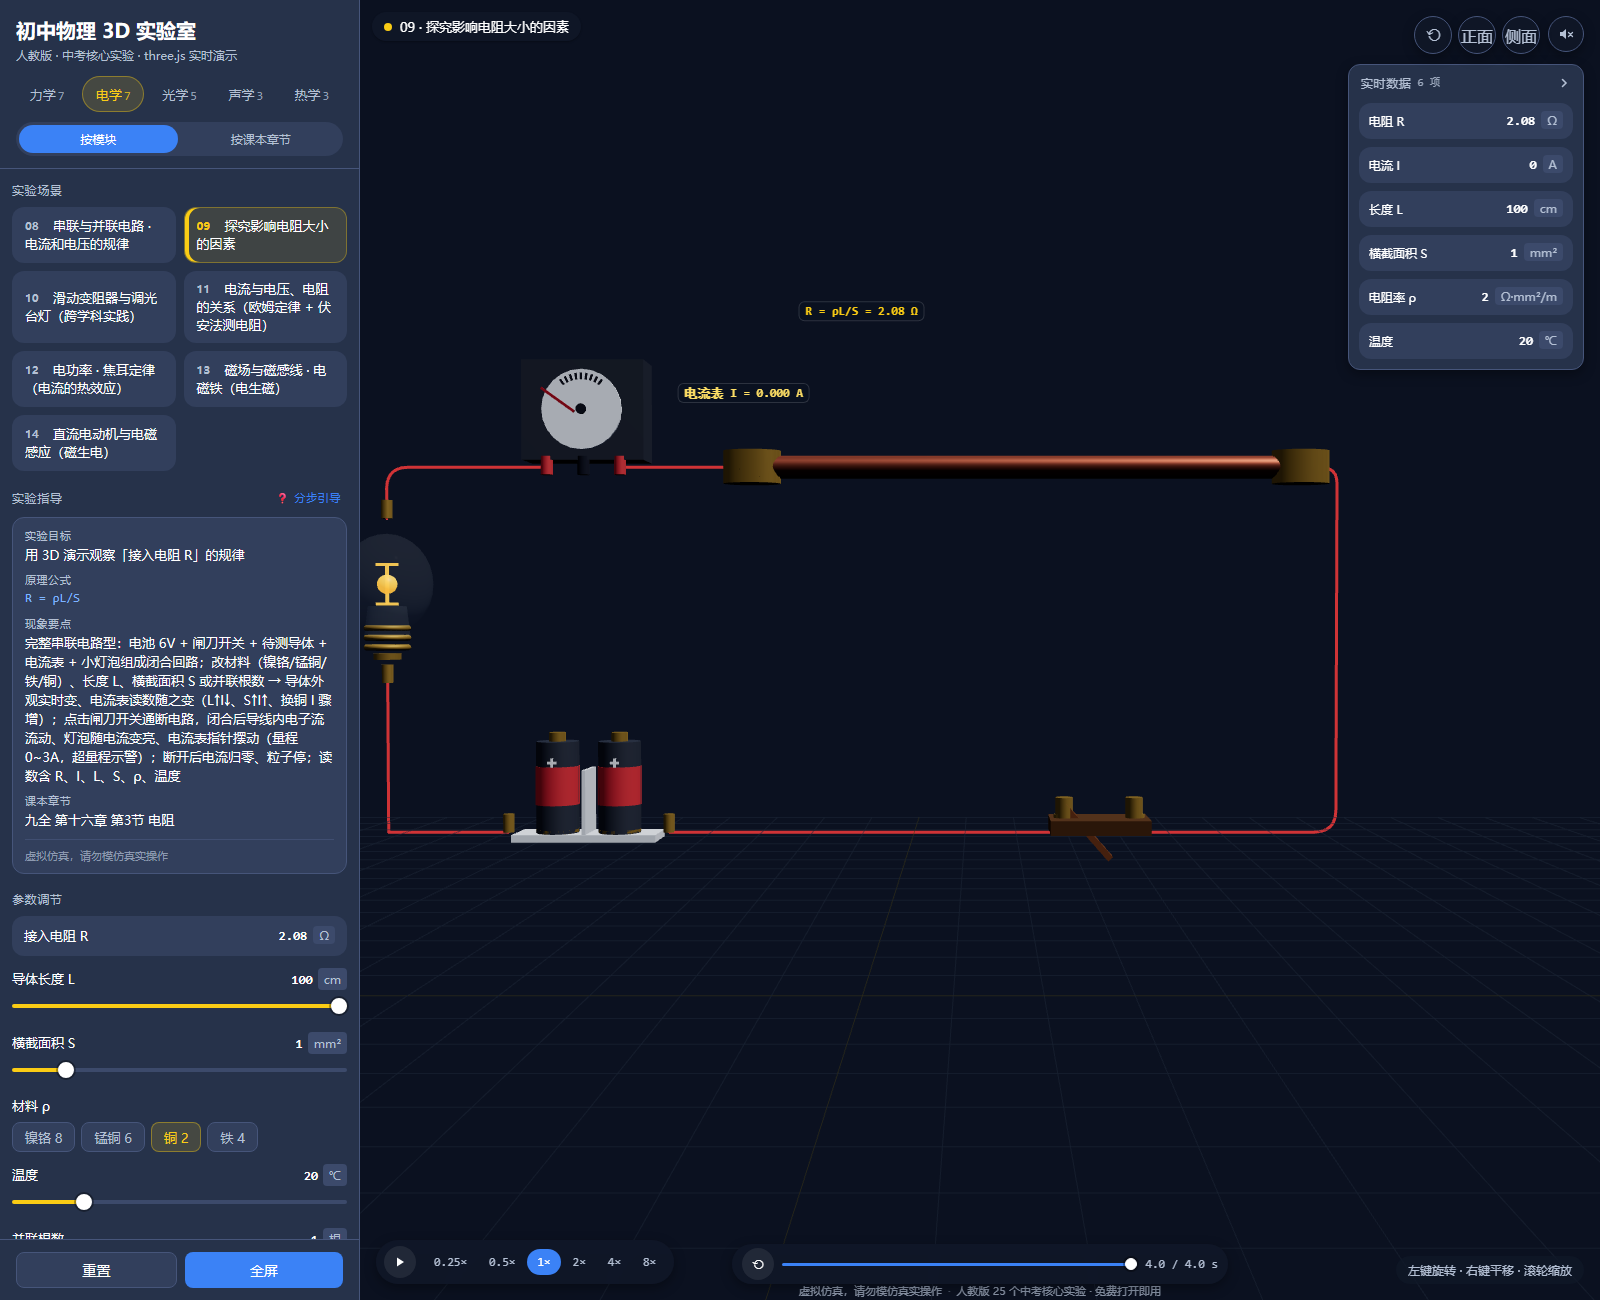 初中物理 3D 实验室
人教版 · 中考核心实验 · three.js 实时演示
力学 7
电学 7
光学 5
声学 3
热学 3
按模块
按课本章节
实验场景
08 串联与并联电路 ·
电流和电压的规律
09 探究影响电阻大小
的因素
10 滑动变阻器与调光
台灯（跨学科实践）
11 电流与电压、电阻
的关系（欧姆定律 + 伏
安法测电阻）
12 电功率 · 焦耳定律
（电流的热效应）
13 磁场与磁感线 · 电
磁铁（电生磁）
14 直流电动机与电磁
感应（磁生电）
实验指导
❓ 分步引导
实验目标
用 3D 演示观察「接入电阻 R」的规律
原理公式
R = ρL/S
现象要点
完整串联电路型：电池 6V + 闸刀开关 + 待测导体 +
电流表 + 小灯泡组成闭合回路；改材料（镍铬/锰铜/
铁/铜）、长度 L、横截面积 S 或并联根数 → 导体外
观实时变、电流表读数随之变（L↑I↓、S↑I↑、换铜 I 骤
增）；点击闸刀开关通断电路，闭合后导线内电子流
流动、灯泡随电流变亮、电流表指针摆动（量程
0~3A，超量程示警）；断开后电流归零、粒子停；读
数含 R、I、L、S、ρ、温度
课本章节
九全 第十六章 第3节 电阻
虚拟仿真，请勿模仿真实操作
参数调节
接入电阻 R 2.08 Ω
导体长度 L 100 cm
横截面积 S 1 mm²
材料 ρ
镍铬 8
锰铜 6
铜 2
铁 4
温度 20 ℃
并联根数 1 根
重置
全屏
09 · 探究影响电阻大小的因素
正面
侧面
实时数据 6 项
电阻 R 2.08 Ω
电流 I 0 A
长度 L 100 cm
横截面积 S 1 mm²
电阻率 ρ 2 Ω·mm²/m
温度 20 ℃
R = ρL/S = 2.08 Ω
电流表 I = 0.000 A
0.25×
0.5×
1×
2×
4×
8×
4.0 / 4.0 s
左键旋转 · 右键平移 · 滚轮缩放
虚拟仿真，请勿模仿真实操作 · 人教版 25 个中考核心实验 · 免费打开即用